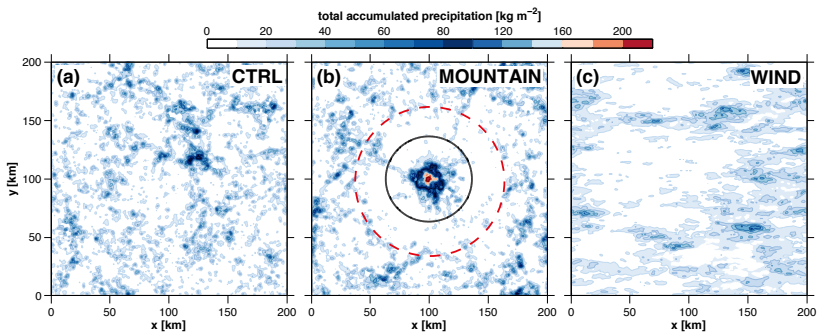 total accumulated precipitation [kg m⁻²]
0 20 40 60 80 120 160 200
(a) CTRL
(b) MOUNTAIN
(c) WIND
200
150
100
50
0
y [km]
0 50 100 150 200
0 50 100 150 200
0 50 100 150 200
x [km]
x [km]
x [km]